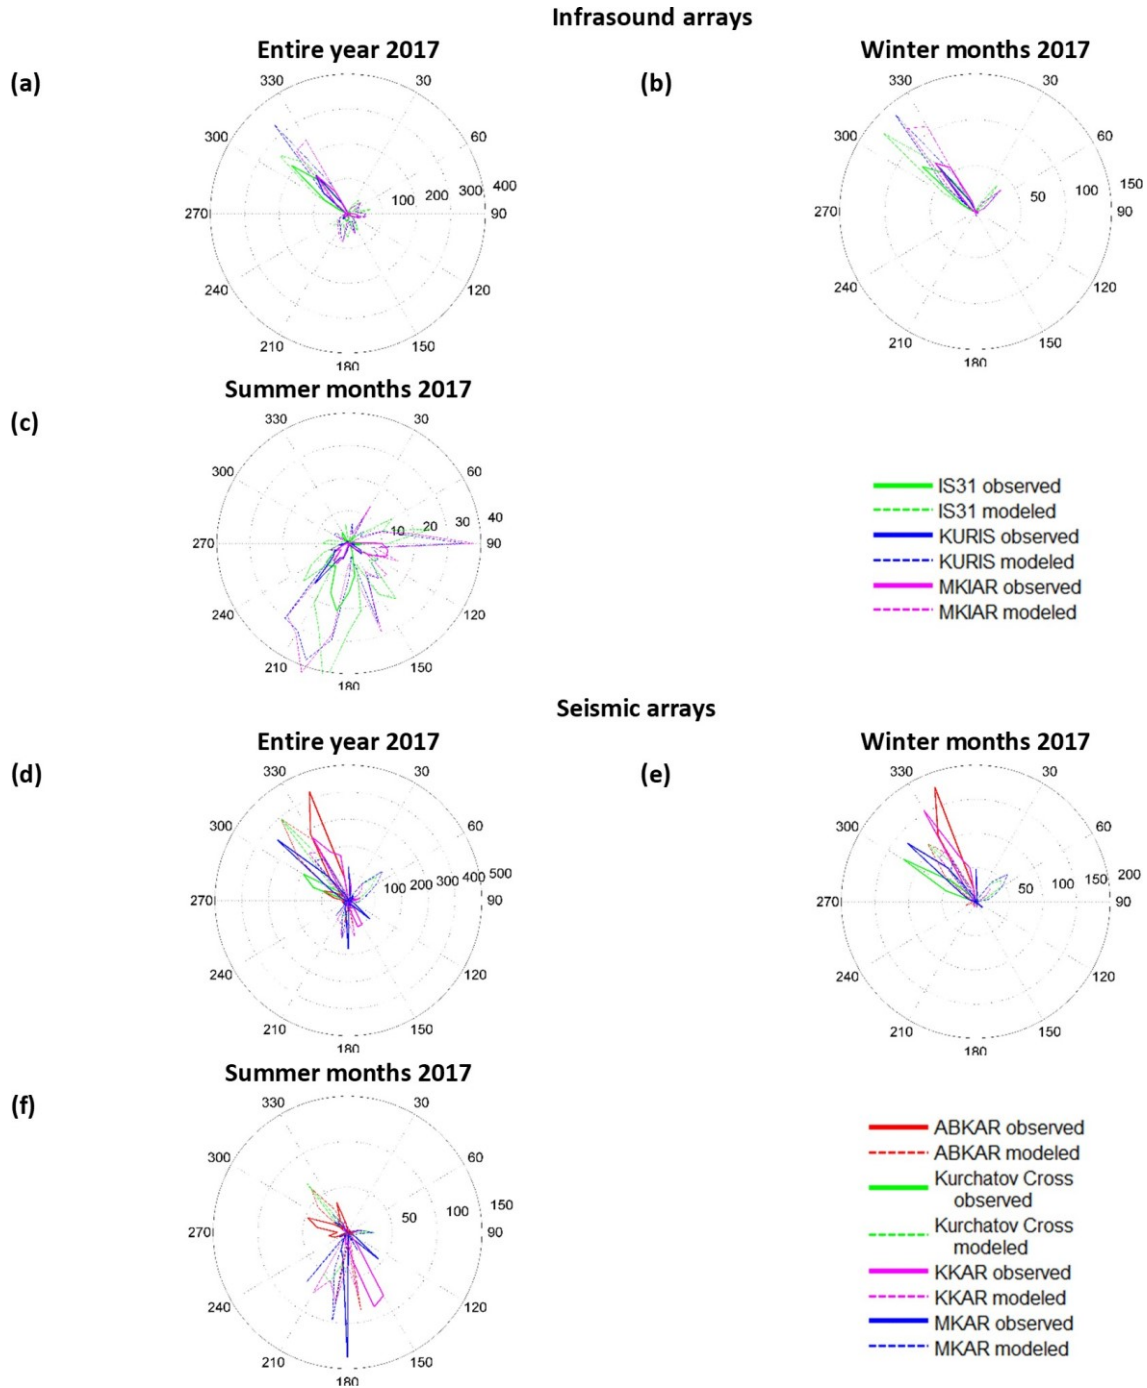 Infrasound arrays
Entire year 2017
Winter months 2017
(a)
330
30
300
60
100
200
300
400
270
90
240
120
210
150
180
(b)
330
30
300
60
50
100
150
270
90
240
120
210
150
180
Summer months 2017
(c)
330
30
300
60
10
20
30
40
270
90
240
120
210
150
180
IS31 observed
IS31 modeled
KURIS observed
KURIS modeled
MKIAR observed
MKIAR modeled
Seismic arrays
Entire year 2017
Winter months 2017
(d)
330
30
300
60
100
200
300
400
500
270
90
240
120
210
150
180
(e)
330
30
300
60
50
100
150
200
270
90
240
120
210
150
180
Summer months 2017
(f)
330
30
300
60
50
100
150
270
90
240
120
210
150
180
ABKAR observed
ABKAR modeled
Kurchatov Cross
observed
Kurchatov Cross
modeled
KKAR observed
KKAR modeled
MKAR observed
MKAR modeled